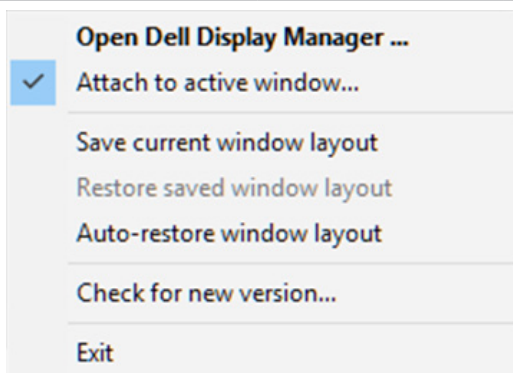 Open Dell Display Manager ...
Attach to active window...
Save current window layout
Restore saved window layout
Auto-restore window layout
Check for new version...
Exit